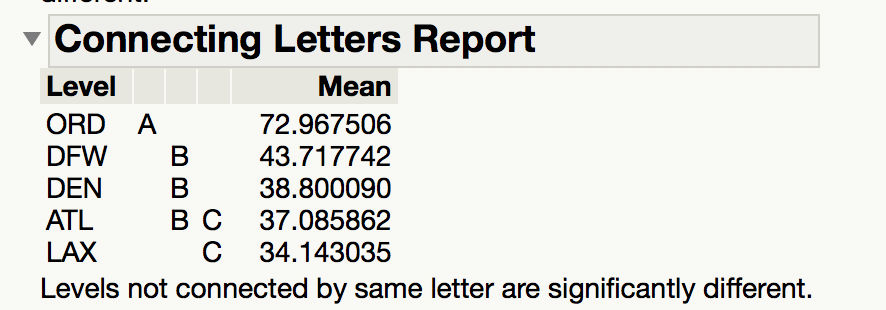 different.
Connecting Letters Report
Level Mean
ORD A 72.967506
DFW B 43.717742
DEN B 38.800090
ATL B C 37.085862
LAX C 34.143035
Levels not connected by same letter are significantly different.